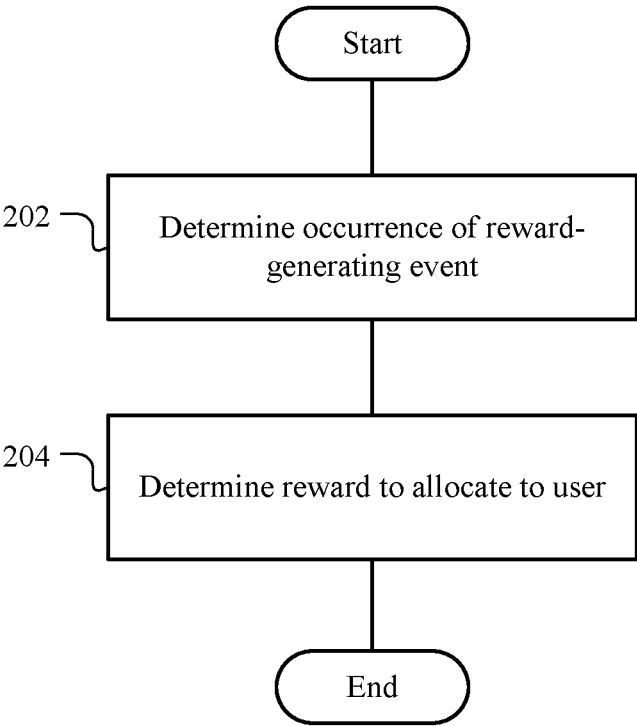 Start
202
Determine occurrence of reward-
generating event
204
Determine reward to allocate to user
End